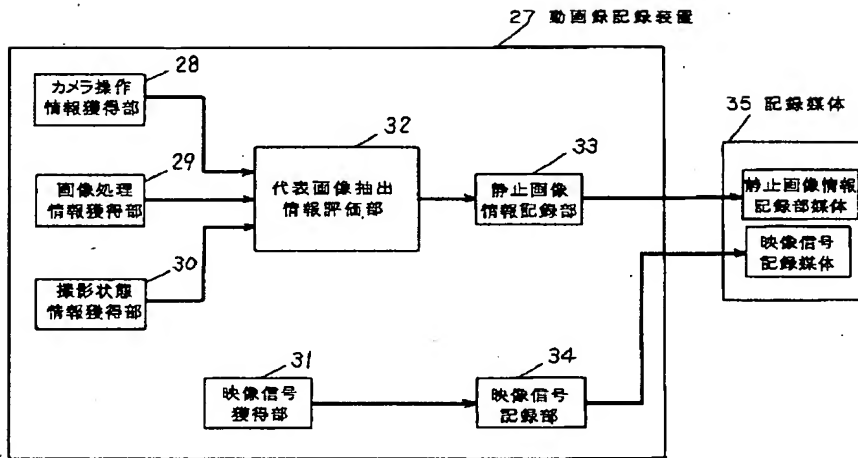 27 動画録記録装置
28
カメラ操作
情報獲得部
29
画像処理
情報獲得部
30
撮影状態
情報獲得部
32
代表画像抽出
情報評価部
33
静止画像
情報記録部
31
映像信号
獲得部
34
映像信号
記録部
35 記録媒体
静止画像情報
記録部媒体
映像信号
記録媒体